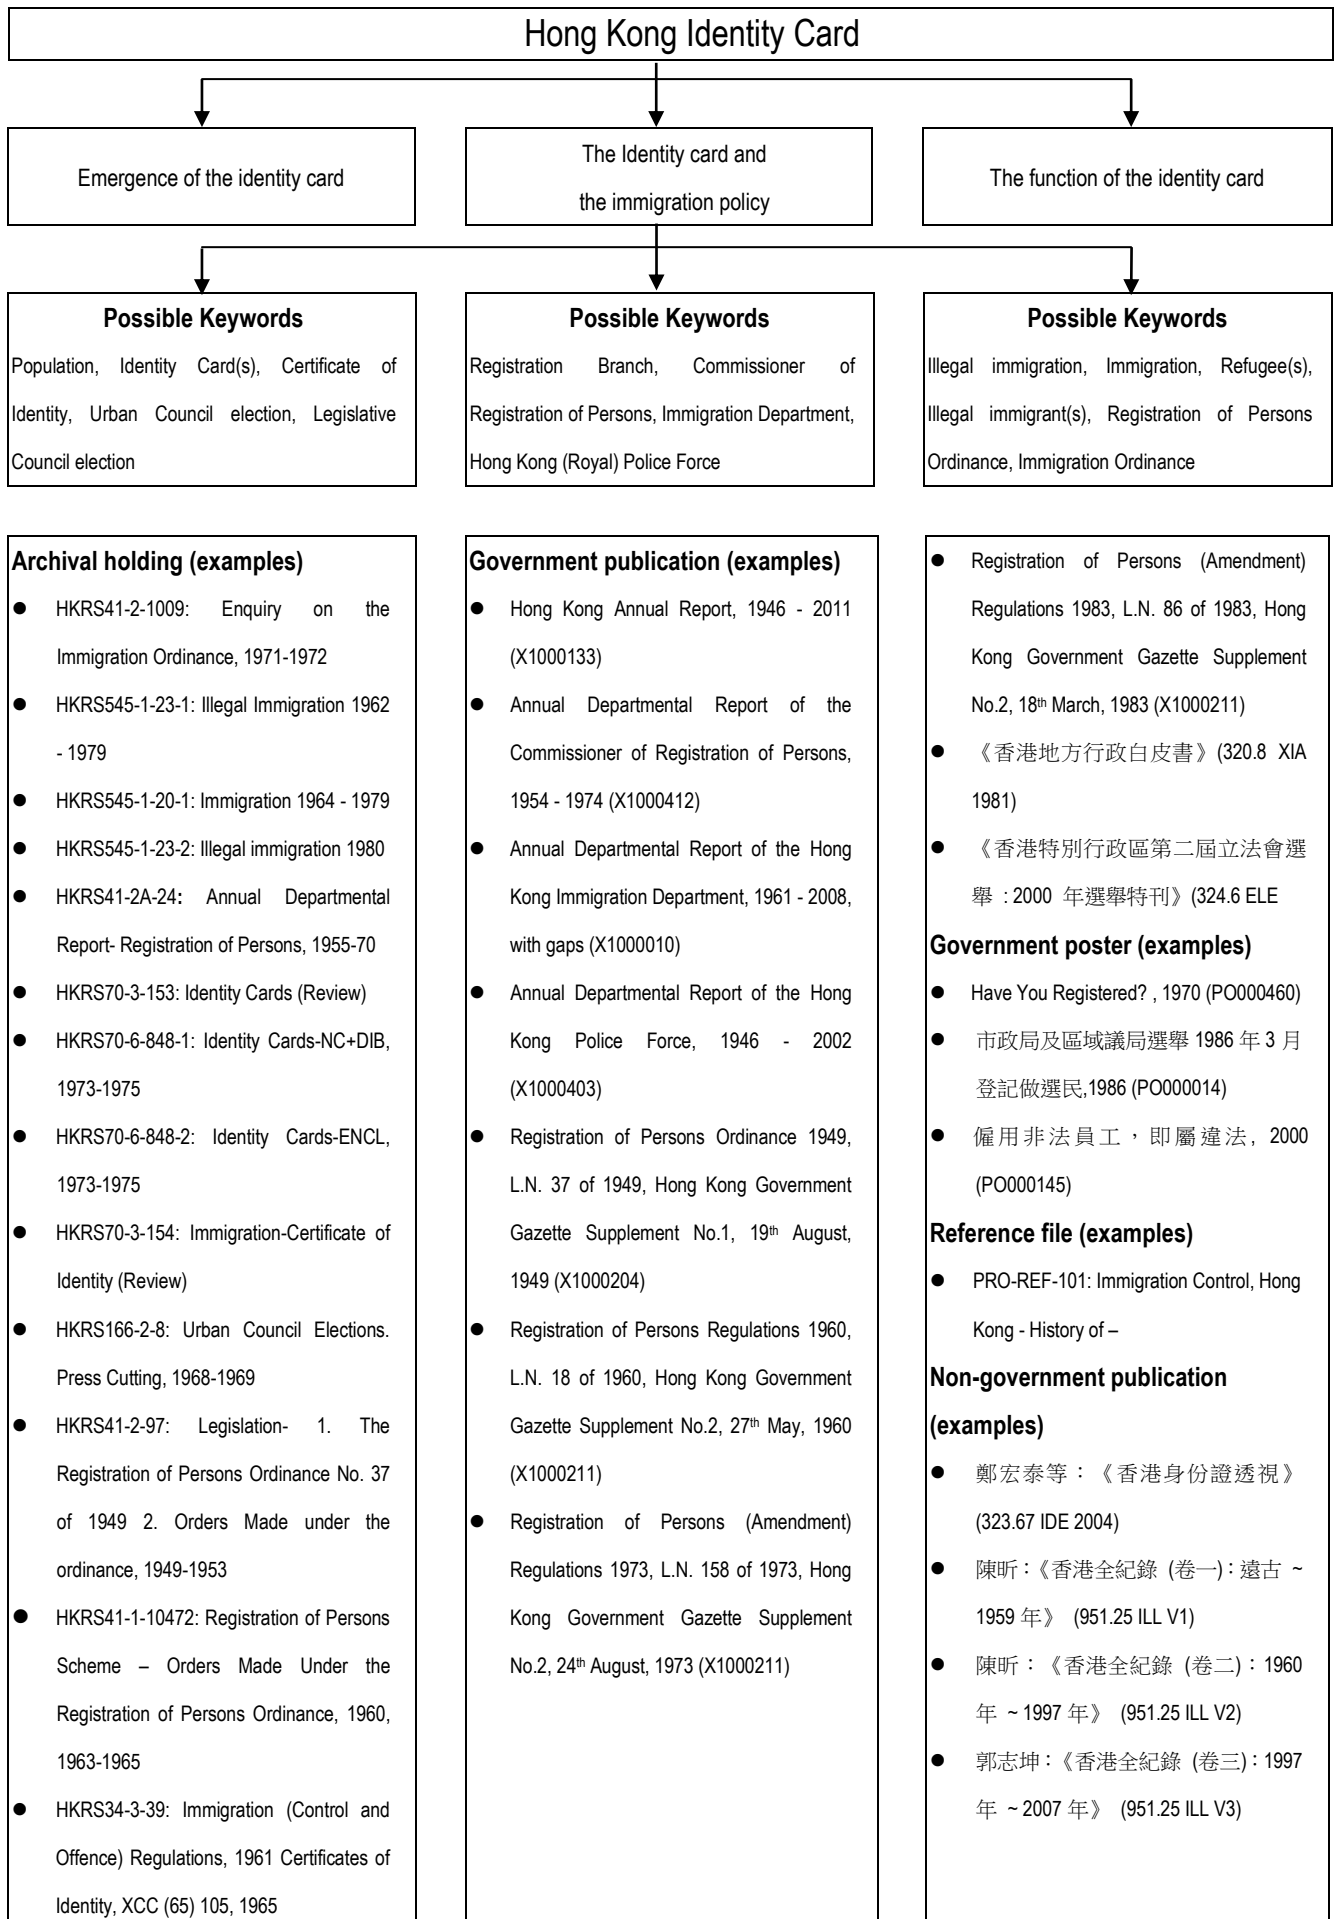 Hong Kong Identity Card
Emergence of the identity card
The Identity card and
the immigration policy
The function of the identity card
Possible Keywords
Population, Identity Card(s), Certificate of
Identity, Urban Council election, Legislative
Council election
Possible Keywords
Registration Branch, Commissioner of
Registration of Persons, Immigration Department,
Hong Kong (Royal) Police Force
Possible Keywords
Illegal immigration, Immigration, Refugee(s),
Illegal immigrant(s), Registration of Persons
Ordinance, Immigration Ordinance
Archival holding (examples)
● HKRS41-2-1009: Enquiry on the
Immigration Ordinance, 1971-1972
● HKRS545-1-23-1: Illegal Immigration 1962
- 1979
● HKRS545-1-20-1: Immigration 1964 - 1979
● HKRS545-1-23-2: Illegal immigration 1980
● HKRS41-2A-24: Annual Departmental
Report- Registration of Persons, 1955-70
● HKRS70-3-153: Identity Cards (Review)
● HKRS70-6-848-1: Identity Cards-NC+DIB,
1973-1975
● HKRS70-6-848-2: Identity Cards-ENCL,
1973-1975
● HKRS70-3-154: Immigration-Certificate of
Identity (Review)
● HKRS166-2-8: Urban Council Elections.
Press Cutting, 1968-1969
● HKRS41-2-97: Legislation- 1. The
Registration of Persons Ordinance No. 37
of 1949 2. Orders Made under the
ordinance, 1949-1953
● HKRS41-1-10472: Registration of Persons
Scheme – Orders Made Under the
Registration of Persons Ordinance, 1960,
1963-1965
● HKRS34-3-39: Immigration (Control and
Offence) Regulations, 1961 Certificates of
Identity, XCC (65) 105, 1965
Government publication (examples)
● Hong Kong Annual Report, 1946 - 2011
(X1000133)
● Annual Departmental Report of the
Commissioner of Registration of Persons,
1954 - 1974 (X1000412)
● Annual Departmental Report of the Hong
Kong Immigration Department, 1961 - 2008,
with gaps (X1000010)
● Annual Departmental Report of the Hong
Kong Police Force, 1946 - 2002
(X1000403)
● Registration of Persons Ordinance 1949,
L.N. 37 of 1949, Hong Kong Government
Gazette Supplement No.1, 19th August,
1949 (X1000204)
● Registration of Persons Regulations 1960,
L.N. 18 of 1960, Hong Kong Government
Gazette Supplement No.2, 27th May, 1960
(X1000211)
● Registration of Persons (Amendment)
Regulations 1973, L.N. 158 of 1973, Hong
Kong Government Gazette Supplement
No.2, 24th August, 1973 (X1000211)
● Registration of Persons (Amendment)
Regulations 1983, L.N. 86 of 1983, Hong
Kong Government Gazette Supplement
No.2, 18th March, 1983 (X1000211)
● 《香港地方行政白皮書》(320.8 XIA
1981)
● 《香港特別行政區第二屆立法會選
舉 : 2000 年選舉特刊》(324.6 ELE
Government poster (examples)
● Have You Registered? , 1970 (PO000460)
● 市政局及區域議局選舉 1986 年 3 月
登記做選民,1986 (PO000014)
● 僱用非法員工，即屬違法, 2000
(PO000145)
Reference file (examples)
● PRO-REF-101: Immigration Control, Hong
Kong - History of –
Non-government publication
(examples)
● 鄭宏泰等：《香港身份證透視》
(323.67 IDE 2004)
● 陳昕：《香港全紀錄 (卷一)：遠古 ~
1959 年》 (951.25 ILL V1)
● 陳昕：《香港全紀錄 (卷二)：1960
年 ~ 1997 年》 (951.25 ILL V2)
● 郭志坤：《香港全紀錄 (卷三)：1997
年 ~ 2007 年》 (951.25 ILL V3)